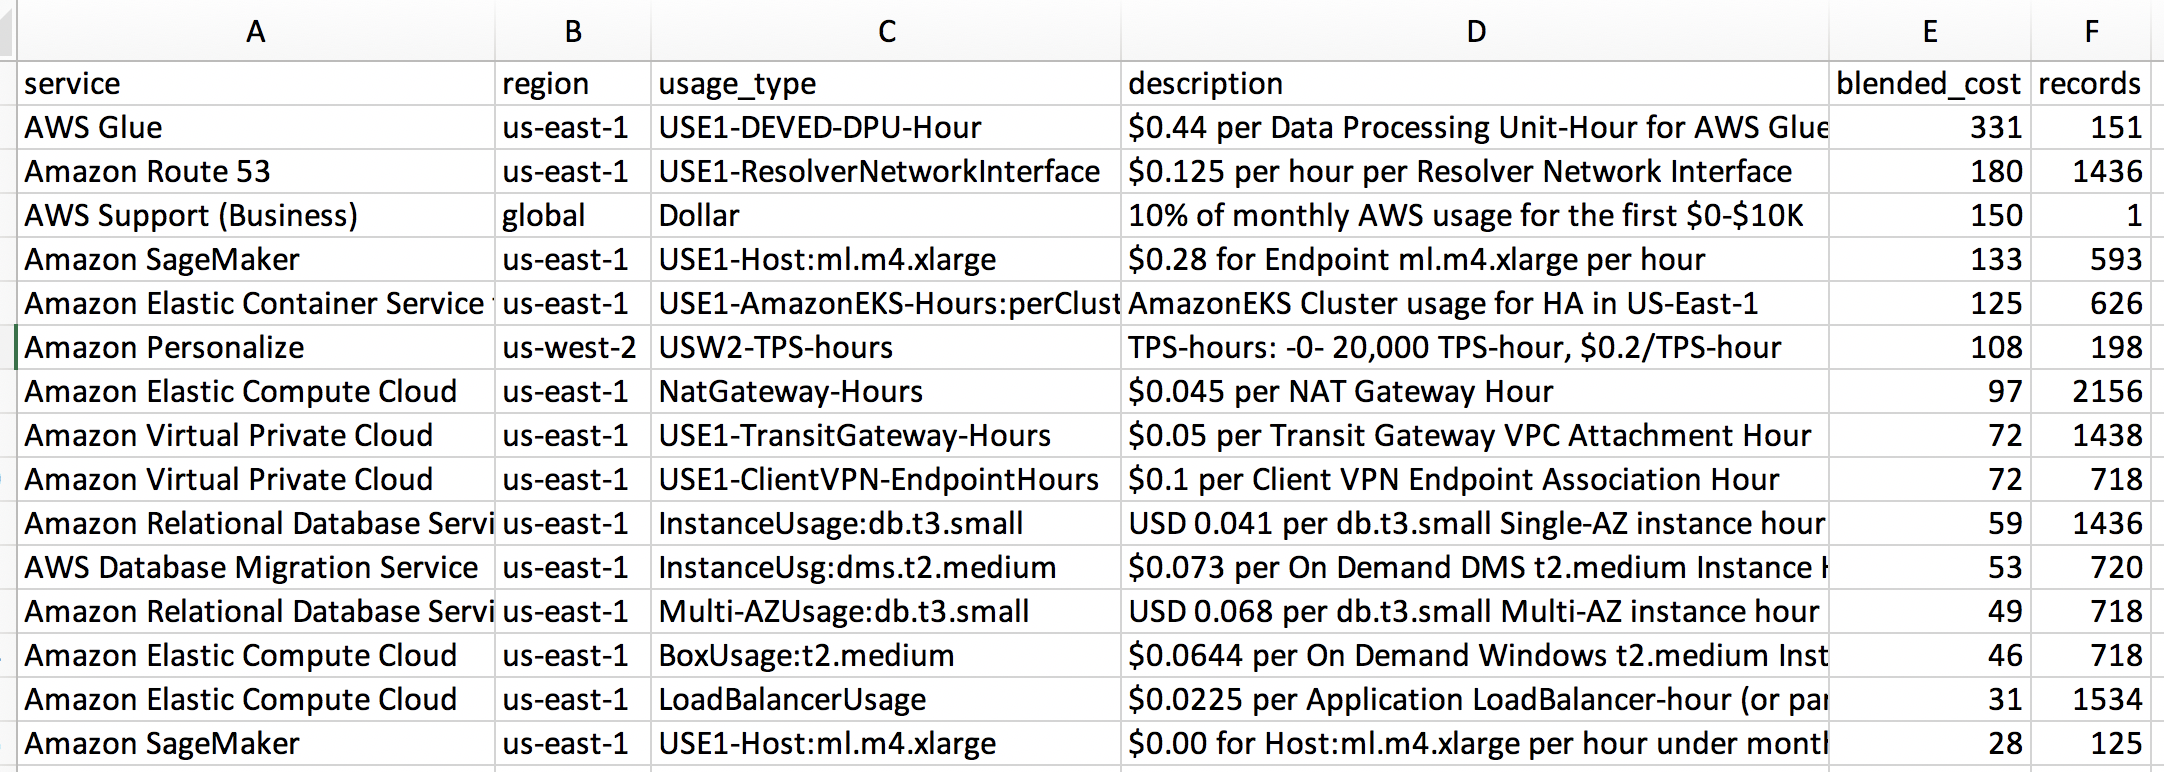 A B C D E F
service region usage_type description blended_cost records
AWS Glue us-east-1 USE1-DEVED-DPU-Hour $0.44 per Data Processing Unit-Hour for AWS Glue 331 151
Amazon Route 53 us-east-1 USE1-ResolverNetworkInterface $0.125 per hour per Resolver Network Interface 180 1436
AWS Support (Business) global Dollar 10% of monthly AWS usage for the first $0-$10K 150 1
Amazon SageMaker us-east-1 USE1-Host:ml.m4.xlarge $0.28 for Endpoint ml.m4.xlarge per hour 133 593
Amazon Elastic Container Service us-east-1 USE1-AmazonEKS-Hours:perClust AmazonEKS Cluster usage for HA in US-East-1 125 626
Amazon Personalize us-west-2 USW2-TPS-hours TPS-hours: -0- 20,000 TPS-hour, $0.2/TPS-hour 108 198
Amazon Elastic Compute Cloud us-east-1 NatGateway-Hours $0.045 per NAT Gateway Hour 97 2156
Amazon Virtual Private Cloud us-east-1 USE1-TransitGateway-Hours $0.05 per Transit Gateway VPC Attachment Hour 72 1438
Amazon Virtual Private Cloud us-east-1 USE1-ClientVPN-EndpointHours $0.1 per Client VPN Endpoint Association Hour 72 718
Amazon Relational Database Servi us-east-1 InstanceUsage:db.t3.small USD 0.041 per db.t3.small Single-AZ instance hour 59 1436
AWS Database Migration Service us-east-1 InstanceUsg:dms.t2.medium $0.073 per On Demand DMS t2.medium Instance 53 720
Amazon Relational Database Servi us-east-1 Multi-AZUsage:db.t3.small USD 0.068 per db.t3.small Multi-AZ instance hour 49 718
Amazon Elastic Compute Cloud us-east-1 BoxUsage:t2.medium $0.0644 per On Demand Windows t2.medium Inst 46 718
Amazon Elastic Compute Cloud us-east-1 LoadBalancerUsage $0.0225 per Application LoadBalancer-hour (or par 31 1534
Amazon SageMaker us-east-1 USE1-Host:ml.m4.xlarge $0.00 for Host:ml.m4.xlarge per hour under month 28 125